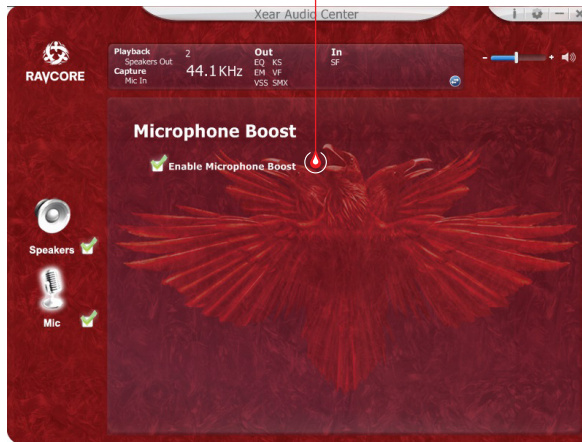 Xear Audio Center
i
RAVCORE
Playback
Speakers Out
Capture
Mic In
2
44.1KHz
Out
EQ KS
EM VF
VSS SMX
In
SF
- +
Microphone Boost
Enable Microphone Boost
Speakers
Mic